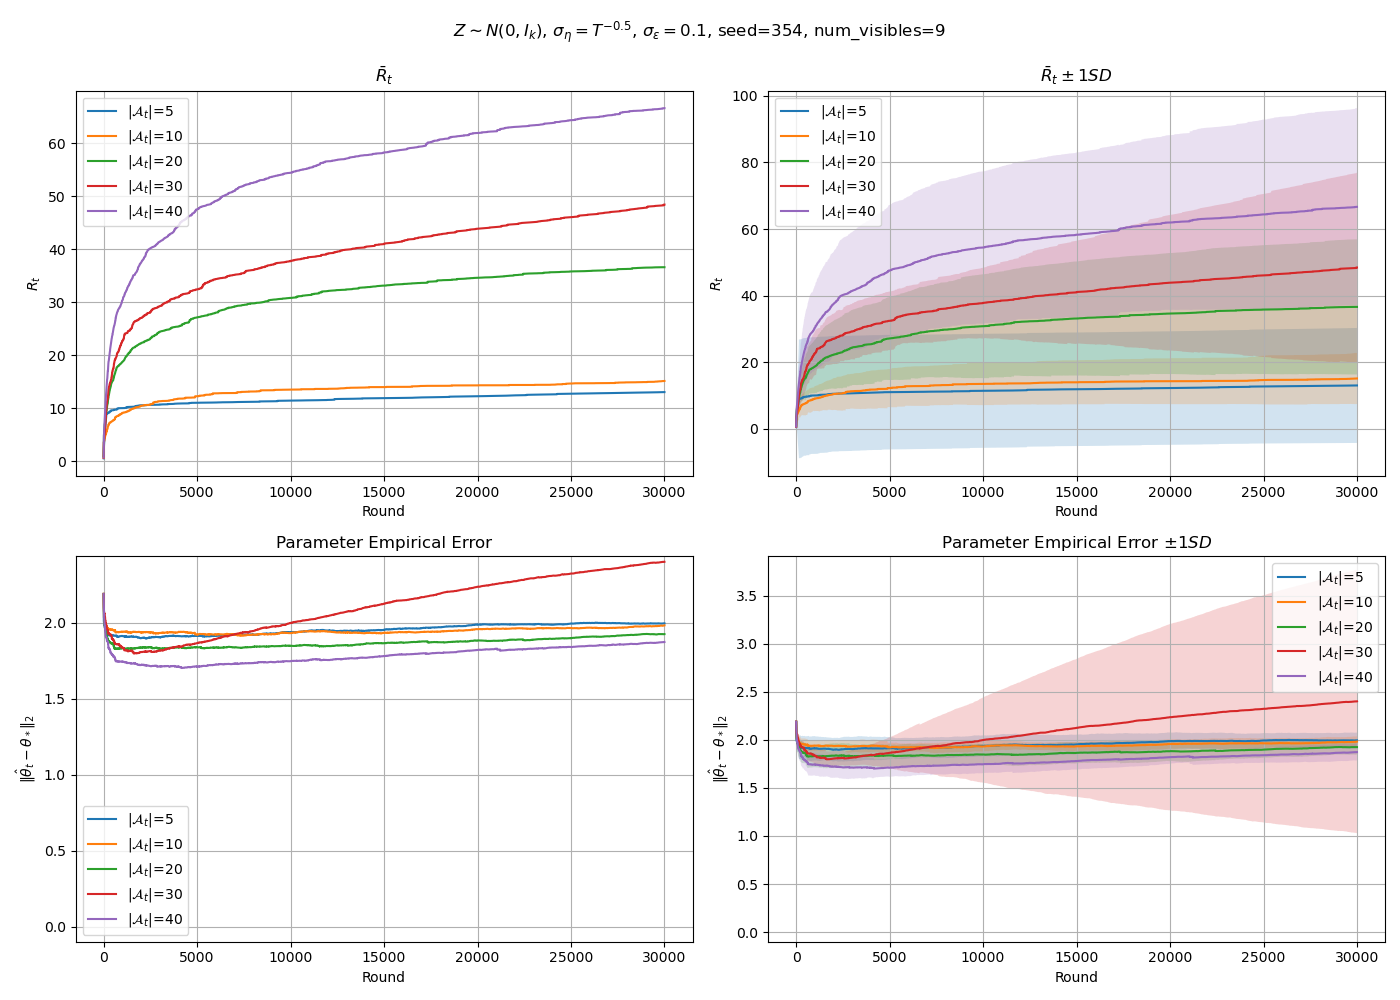 Z ∼ N(0, I_k), σ_η = T^{−0.5}, σ_ε = 0.1, seed=354, num_visibles=9
R̄_t
R_t
60
50
40
30
20
10
0
|𝒜_t|=5
|𝒜_t|=10
|𝒜_t|=20
|𝒜_t|=30
|𝒜_t|=40
0 5000 10000 15000 20000 25000 30000
Round
R̄_t ± 1SD
R_t
100
80
60
40
20
0
|𝒜_t|=5
|𝒜_t|=10
|𝒜_t|=20
|𝒜_t|=30
|𝒜_t|=40
0 5000 10000 15000 20000 25000 30000
Round
Parameter Empirical Error
‖θ̂_t − θ_*‖_2
2.0
1.5
1.0
0.5
0.0
|𝒜_t|=5
|𝒜_t|=10
|𝒜_t|=20
|𝒜_t|=30
|𝒜_t|=40
0 5000 10000 15000 20000 25000 30000
Round
Parameter Empirical Error ±1SD
‖θ̂_t − θ_*‖_2
3.5
3.0
2.5
2.0
1.5
1.0
0.5
0.0
|𝒜_t|=5
|𝒜_t|=10
|𝒜_t|=20
|𝒜_t|=30
|𝒜_t|=40
0 5000 10000 15000 20000 25000 30000
Round